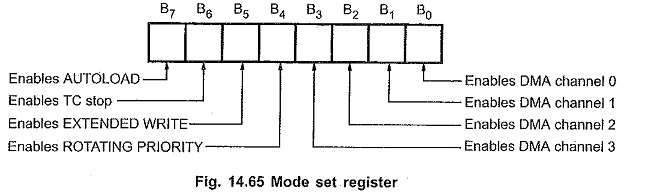 B7 B6 B5 B4 B3 B2 B1 B0
Enables AUTOLOAD
Enables TC stop
Enables EXTENDED WRITE
Enables ROTATING PRIORITY
Enables DMA channel 0
Enables DMA channel 1
Enables DMA channel 2
Enables DMA channel 3
Fig. 14.65 Mode set register